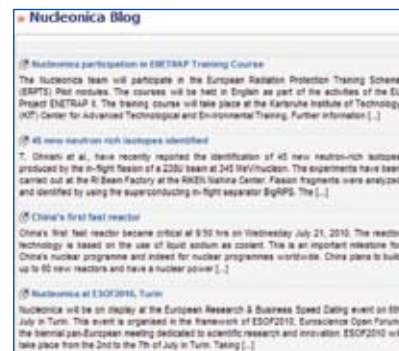 Nucleonica Blog
Nucleonica participation in ENETRAP Training Course
The Nucleonica team will participate in the European Radiation Protection Training Scheme
(ERPTS) Pilot modules. The courses will be held in English as part of the activities of the EU
Project ENETRAP II. The training course will take place at the Karlsruhe Institute of Technology
(KIT) Center for Advanced Technological and Environmental Training. Further information [...]
45 new neutron rich isotopes identified
T. Ohnishi et al., have recently reported the identification of 45 new neutron-rich isotopes
produced by the in-flight fission of a 238U beam at 345 MeV/nucleon. The experiments have been
carried out at the RI Beam Factory at the RIKEN Nishina Center. Fission fragments were analyzed
and identified by using the superconducting in-flight separator BigRIPS. The [...]
China's first fast reactor
China's first fast reactor became critical at 9:50 hrs on Wednesday July 21, 2010. The reactor
technology is based on the use of liquid sodium as coolant. This is an important milestone for
China's nuclear programme and indeed for nuclear programmes worldwide. China plans to build
up to 60 new reactors and have a nuclear power [...]
Nucleonica at ESOF2010, Turin
Nucleonica will be on display at the European Research & Business Speed Dating event on 6th
July in Turin. This event is organised in the framework of ESOF2010, Euroscience Open Forum,
the biennial pan-European meeting dedicated to scientific research and innovation. ESOF2010 will
take place from the 2nd to the 7th of July in Turin. Taking [...]